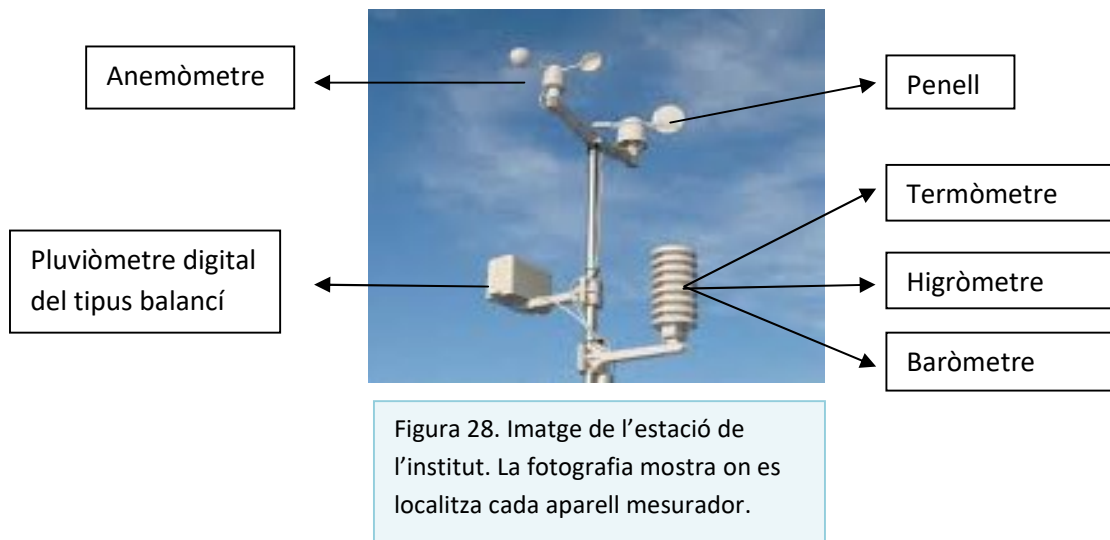 Anemòmetre
Penell
Termòmetre
Pluviòmetre digital
del tipus balancí
Higròmetre
Baròmetre
Figura 28. Imatge de l’estació de
l’institut. La fotografia mostra on es
localitza cada aparell mesurador.